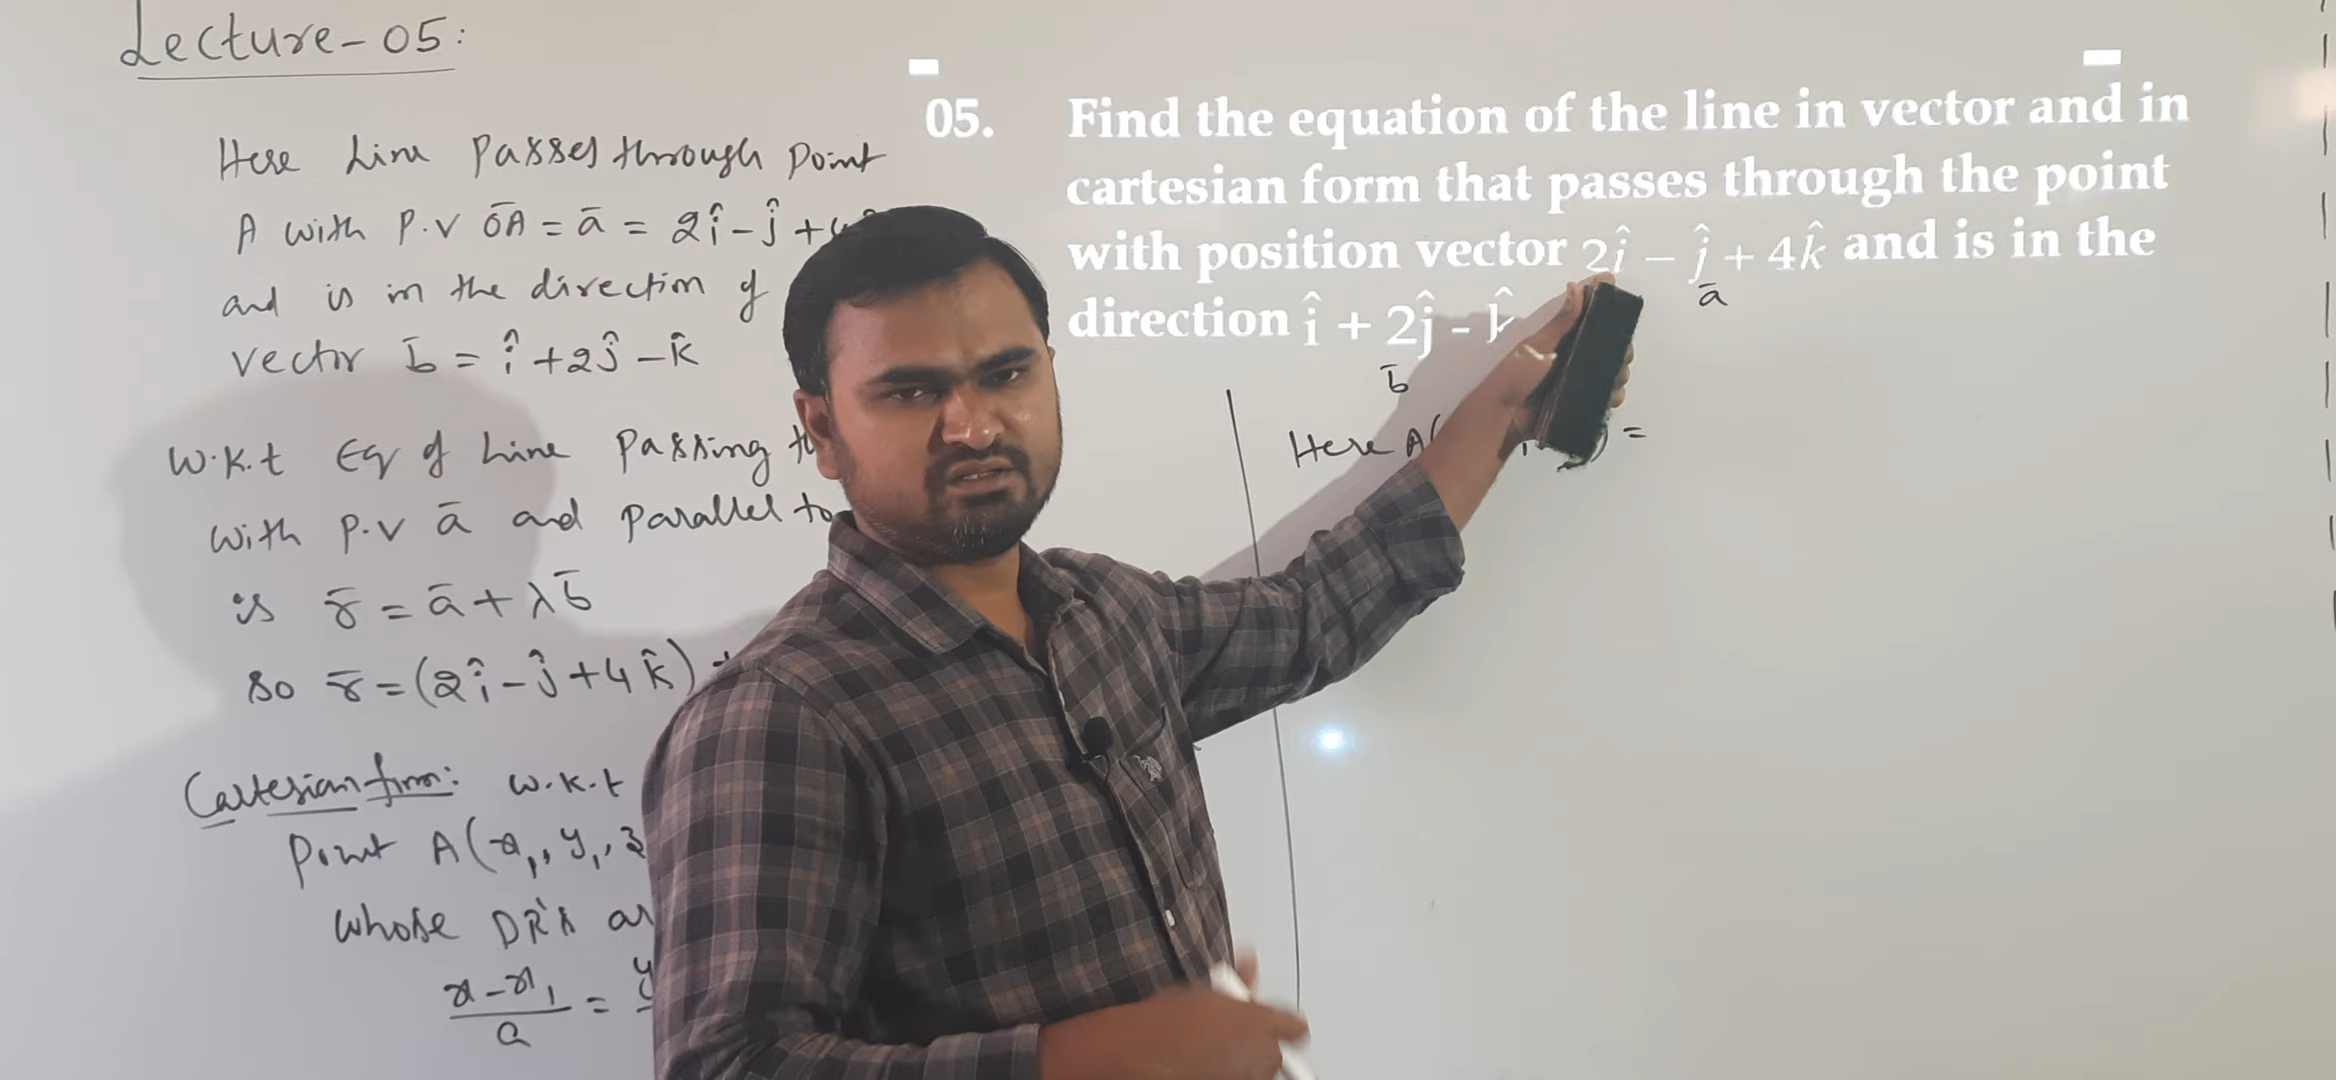 Lecture-05:
Here Line Passes through Point
A with P.V ō̅A = ā = 2î - ĵ + 4
and is in the direction of
vector b̄ = î + 2ĵ - k̂
W.K.t Eq of Line Passing
with P.V ā and parallel to
is r̄ = ā + λb̄
So r̄ = (2î - ĵ + 4k̂) +
Cartesian form: W.K.t
Point A(x₁, y₁, z
whose DR's
x - x₁ / a = y
05. Find the equation of the line in vector and in
cartesian form that passes through the point
with position vector 2î - ĵ + 4k̂ and is in the
ā
direction î + 2ĵ - k̂
b̄
Here A( ) =